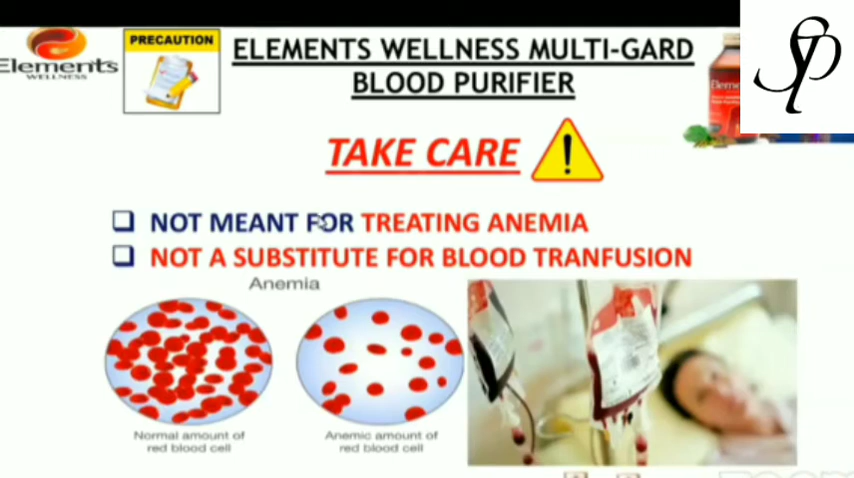 Elements
WELLNESS
PRECAUTION
ELEMENTS WELLNESS MULTI-GARD
BLOOD PURIFIER
TAKE CARE
NOT MEANT FOR TREATING ANEMIA
NOT A SUBSTITUTE FOR BLOOD TRANFUSION
Anemia
Normal amount of
red blood cell
Anemic amount of
red blood cell